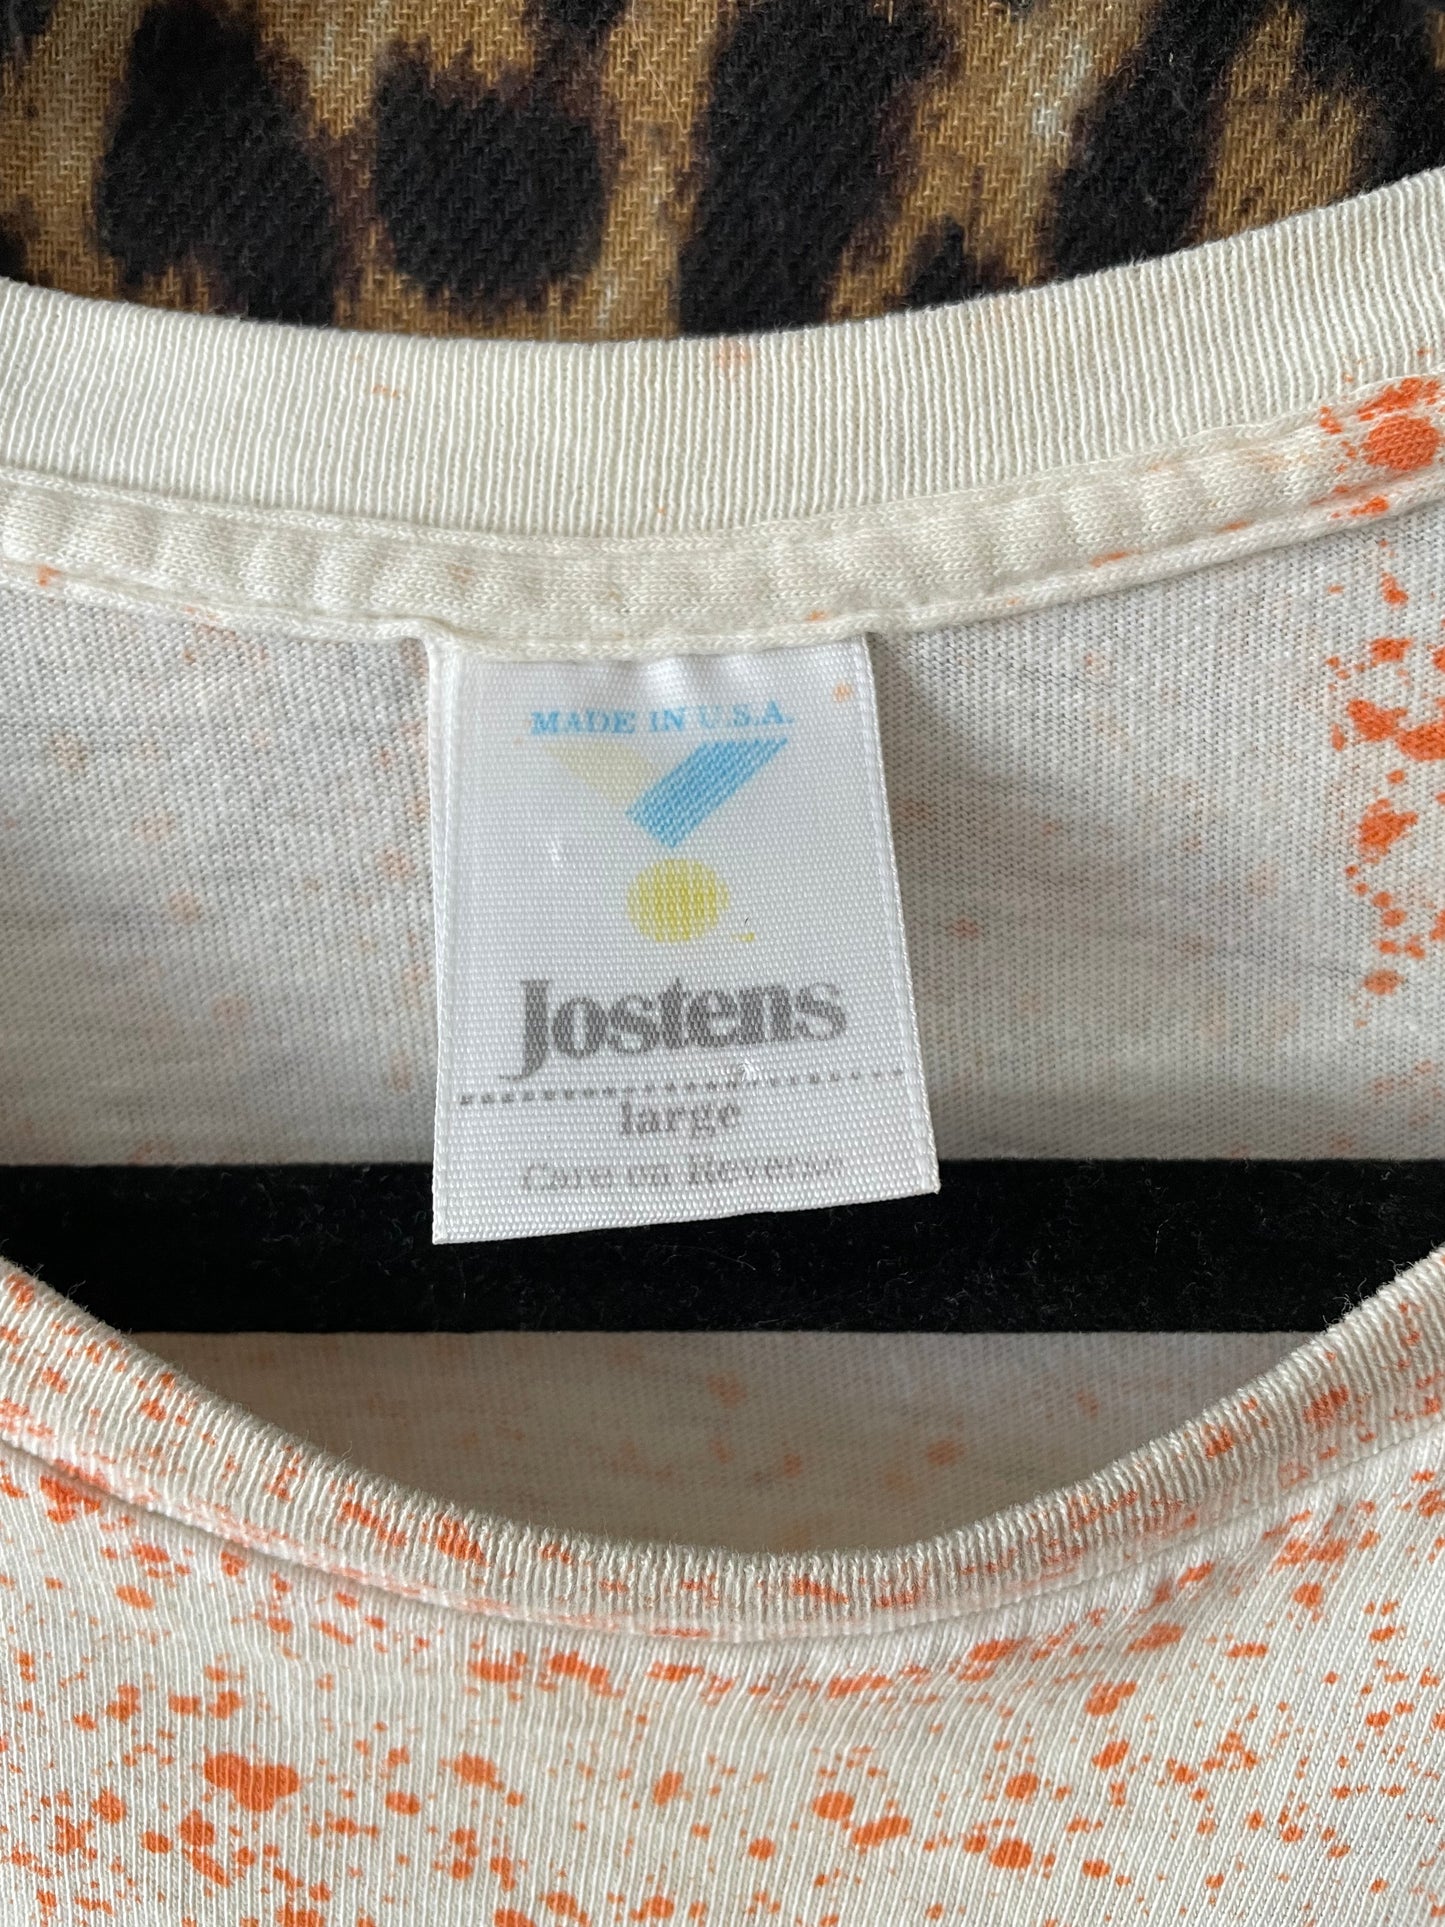 MADE IN U.S.A.
Jostens
large
Care on Reverse